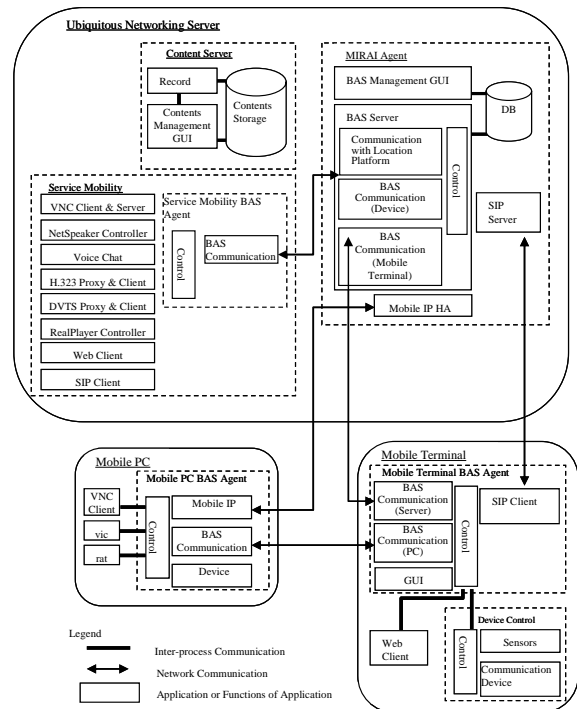 Ubiquitous Networking Server
Content Server
Record
Contents
Management
GUI
Contents
Storage
MIRAI Agent
BAS Management GUI
DB
BAS Server
Communication
with Location
Platform
BAS
Communication
(Device)
BAS
Communication
(Mobile
Terminal)
Control
SIP
Server
Mobile IP HA
Service Mobility
VNC Client & Server
NetSpeaker Controller
Voice Chat
H.323 Proxy & Client
DVTS Proxy & Client
RealPlayer Controller
Web Client
SIP Client
Service Mobility BAS
Agent
Control
BAS
Communication
Mobile PC
Mobile PC BAS Agent
VNC
Client
vic
rat
Control
Mobile IP
BAS
Communication
Device
Mobile Terminal
Mobile Terminal BAS Agent
BAS
Communication
(Server)
BAS
Communication
(PC)
GUI
Control
SIP Client
Web
Client
Device Control
Control
Sensors
Communication
Device
Legend
Inter-process Communication
Network Communication
Application or Functions of Application